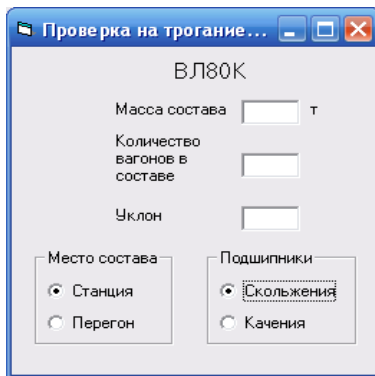 Проверка на трогание...
ВЛ80К
Масса состава т
Количество
вагонов в
составе
Уклон
Место состава Подшипники
Станция Скольжения
Перегон Качения